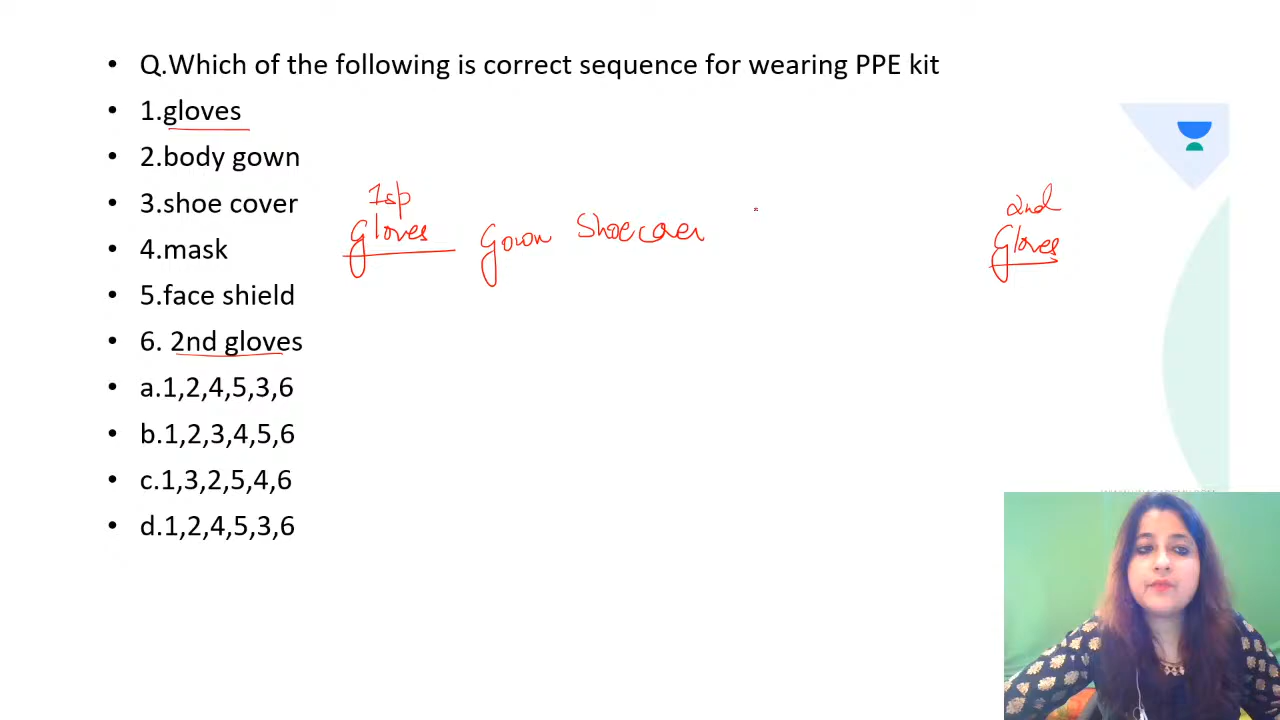 • Q.Which of the following is correct sequence for wearing PPE kit
• 1.gloves
• 2.body gown
• 3.shoe cover
• 4.mask
• 5.face shield
• 6. 2nd gloves
• a.1,2,4,5,3,6
• b.1,2,3,4,5,6
• c.1,3,2,5,4,6
• d.1,2,4,5,3,6
Gloves Gown Shoecover
2nd
Gloves